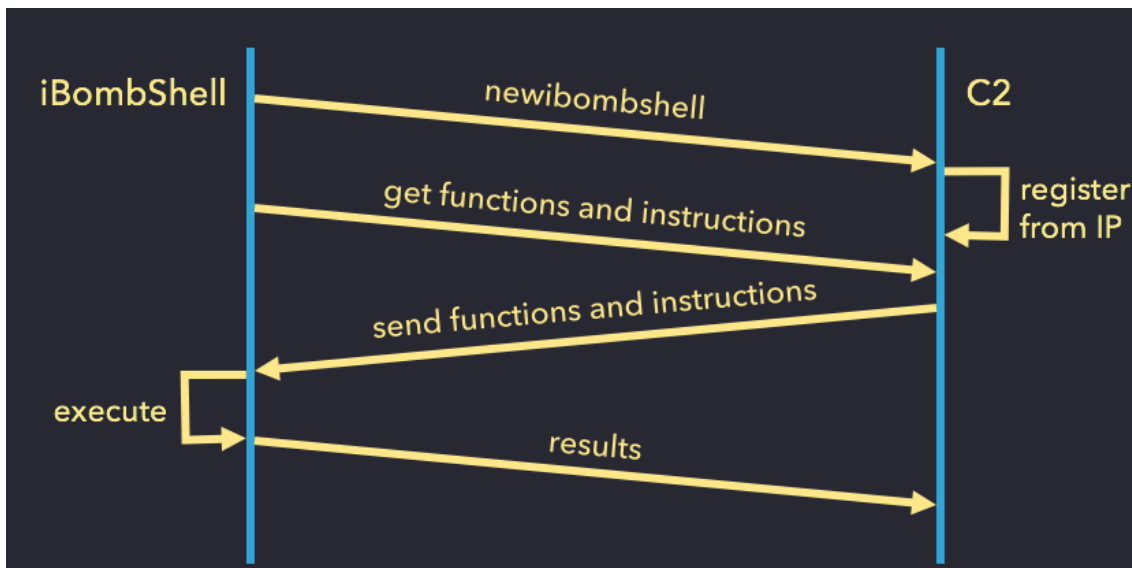 iBombShell
C2
newibombshell
register
from IP
get functions and instructions
send functions and instructions
execute
results